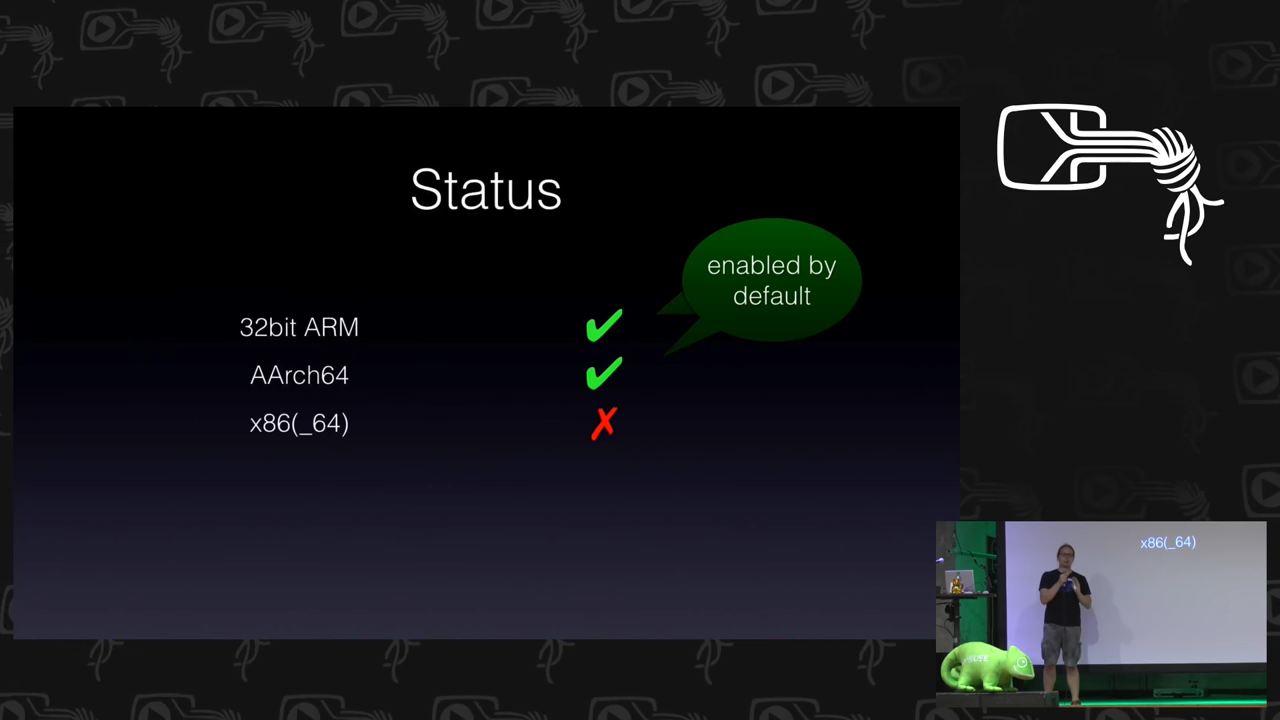 Status
enabled by
default
32bit ARM ✔
AArch64 ✔
x86(_64) ✗
x86(_64)